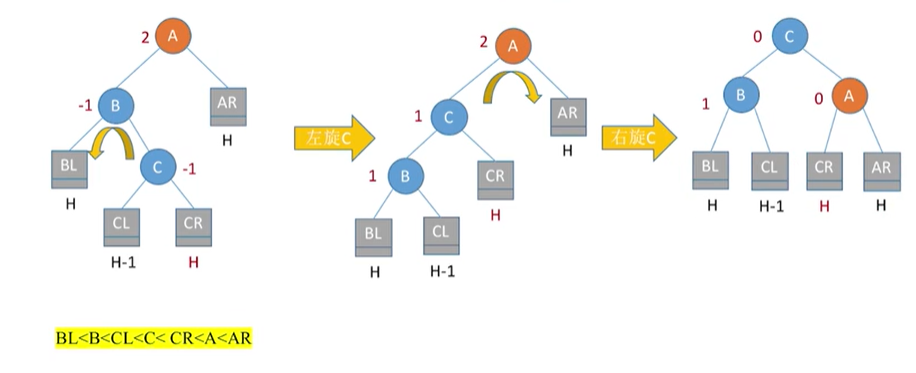 2 A
-1 B
AR
H
BL
H
C -1
CL
CR
H-1
H
左旋C
2 A
1 C
AR
H
1 B
CR
H
BL
CL
H
H-1
右旋C
0 C
1 B
0 A
BL
CL
CR
AR
H
H-1
H
H
BL<B<CL<C< CR<A<AR